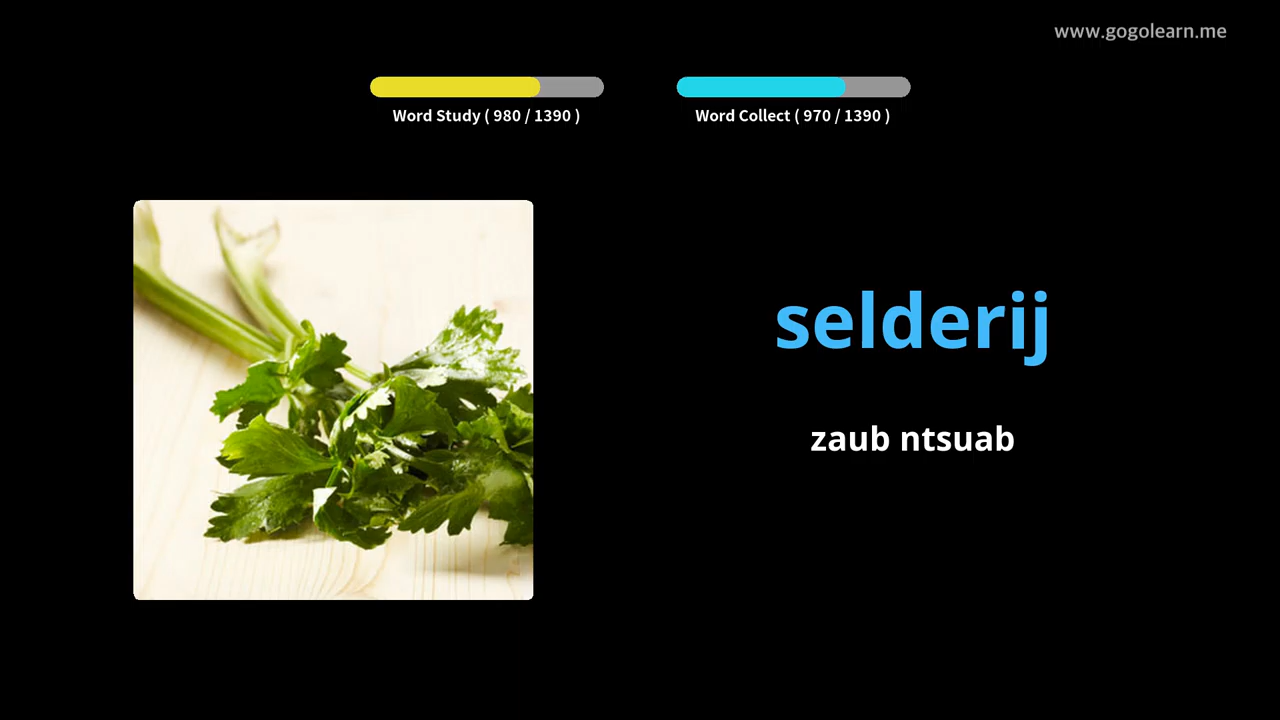 www.gogolearn.me
Word Study ( 980 / 1390 )
Word Collect ( 970 / 1390 )
selderij
zaub ntsuab